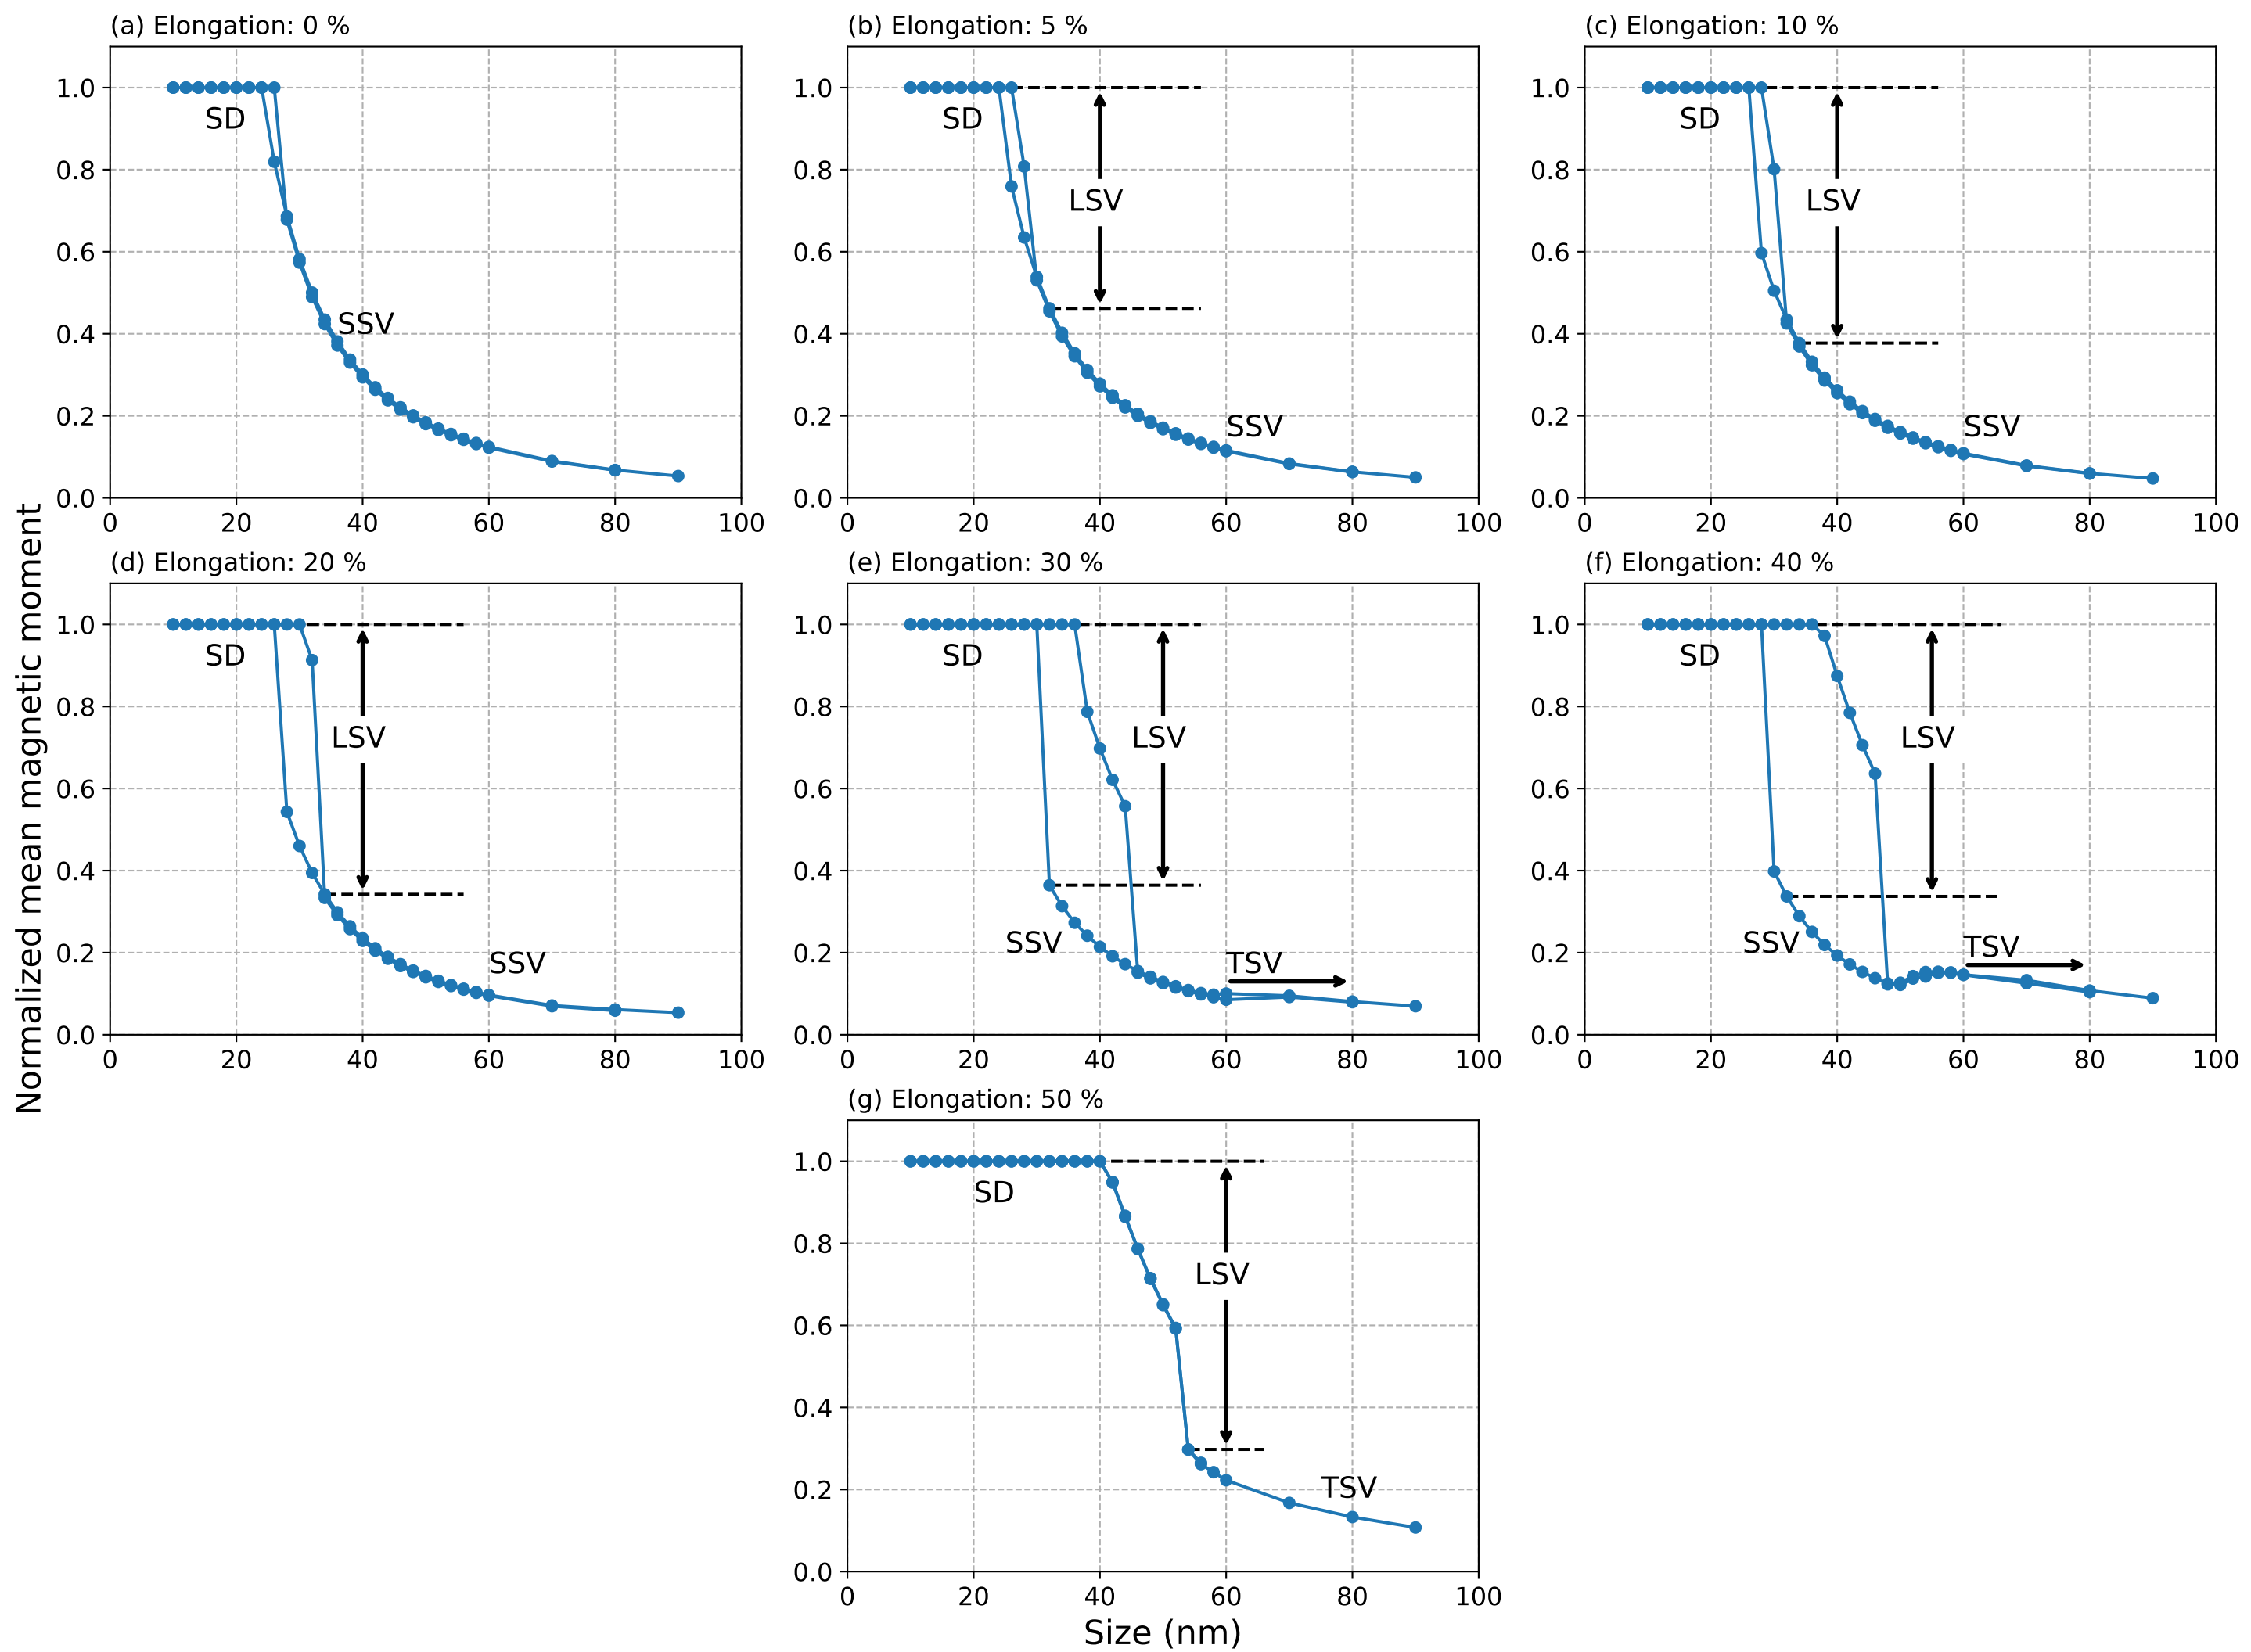 (a) Elongation: 0 %
1.0
0.8
0.6
0.4
0.2
0.0
SD
SSV
0 20 40 60 80 100
(b) Elongation: 5 %
1.0
0.8
0.6
0.4
0.2
0.0
SD
LSV
SSV
0 20 40 60 80 100
(c) Elongation: 10 %
1.0
0.8
0.6
0.4
0.2
0.0
SD
LSV
SSV
0 20 40 60 80 100
Normalized mean magnetic moment
(d) Elongation: 20 %
1.0
0.8
0.6
0.4
0.2
0.0
SD
LSV
SSV
0 20 40 60 80 100
(e) Elongation: 30 %
1.0
0.8
0.6
0.4
0.2
0.0
SD
LSV
SSV
TSV
0 20 40 60 80 100
(f) Elongation: 40 %
1.0
0.8
0.6
0.4
0.2
0.0
SD
LSV
SSV
TSV
0 20 40 60 80 100
(g) Elongation: 50 %
1.0
0.8
0.6
0.4
0.2
0.0
SD
LSV
TSV
0 20 40 60 80 100
Size (nm)